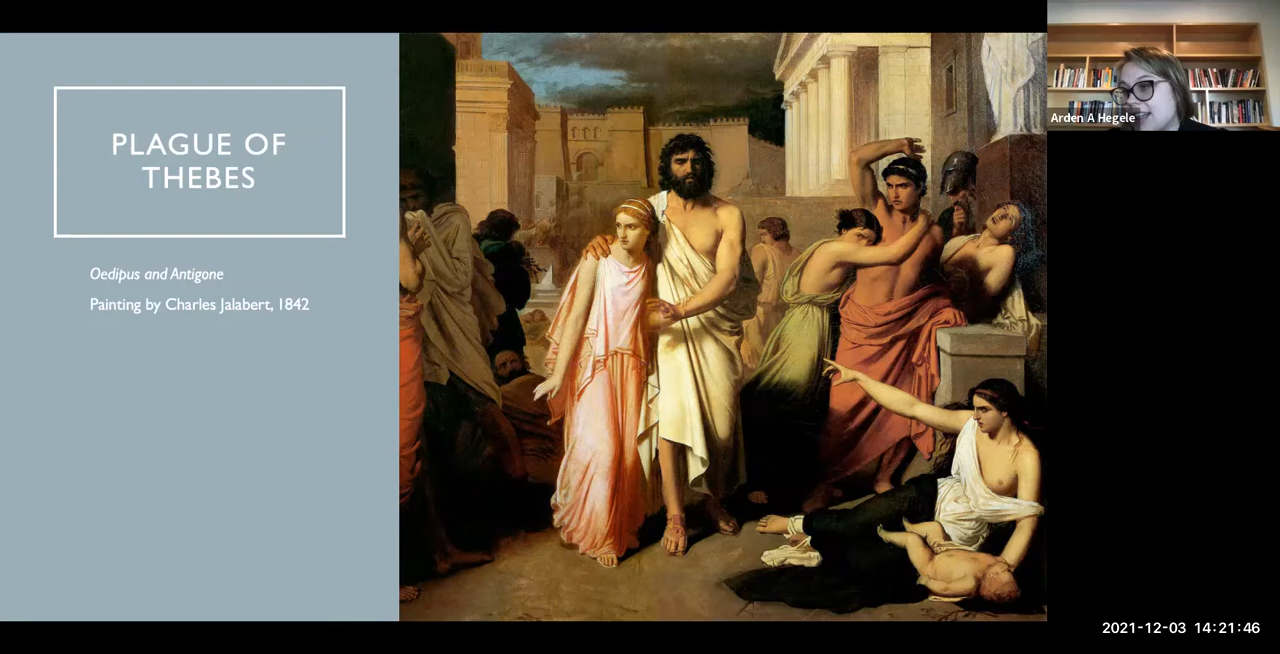 PLAGUE OF
THEBES
Oedipus and Antigone
Painting by Charles Jalabert, 1842
Arden A Hegele
2021-12-03 14:21:46